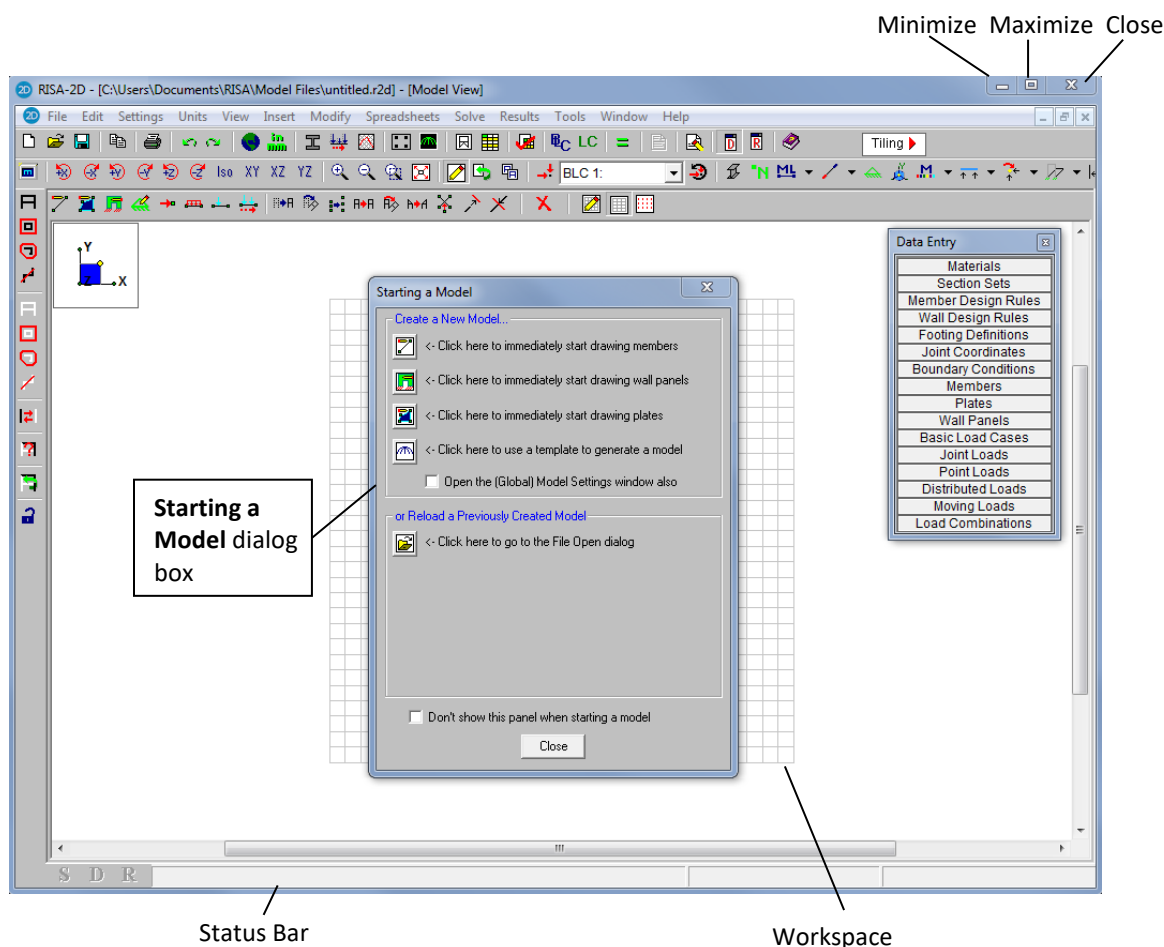 Minimize Maximize Close
RISA-2D - [C:\Users\Documents\RISA\Model Files\untitled.r2d] - [Model View]
2D File Edit Settings Units View Insert Modify Spreadsheets Solve Results Tools Window Help
in. mm BC LC = D R Tiling
+X -X +Y -Y +Z -Z Iso XY XZ YZ BLC 1: N ML M
Y
Z X
Data Entry
Materials
Section Sets
Member Design Rules
Wall Design Rules
Footing Definitions
Joint Coordinates
Boundary Conditions
Members
Plates
Wall Panels
Basic Load Cases
Joint Loads
Point Loads
Distributed Loads
Moving Loads
Load Combinations
Starting a Model
Create a New Model...
<- Click here to immediately start drawing members
<- Click here to immediately start drawing wall panels
<- Click here to immediately start drawing plates
<- Click here to use a template to generate a model
Open the (Global) Model Settings window also
or Reload a Previously Created Model
<- Click here to go to the File Open dialog
Don't show this panel when starting a model
Close
Starting a
Model dialog
box
S D R
Status Bar
Workspace